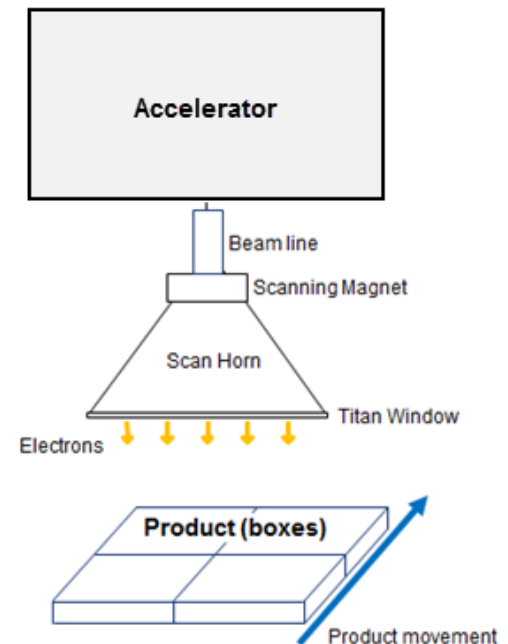 Accelerator
Beam line
Scanning Magnet
Scan Horn
Titan Window
Electrons
Product (boxes)
Product movement